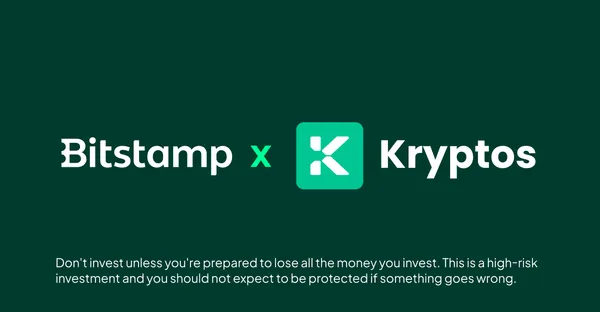 Bitstamp x K Kryptos
Don't invest unless you're prepared to lose all the money you invest. This is a high-risk
investment and you should not expect to be protected if something goes wrong.